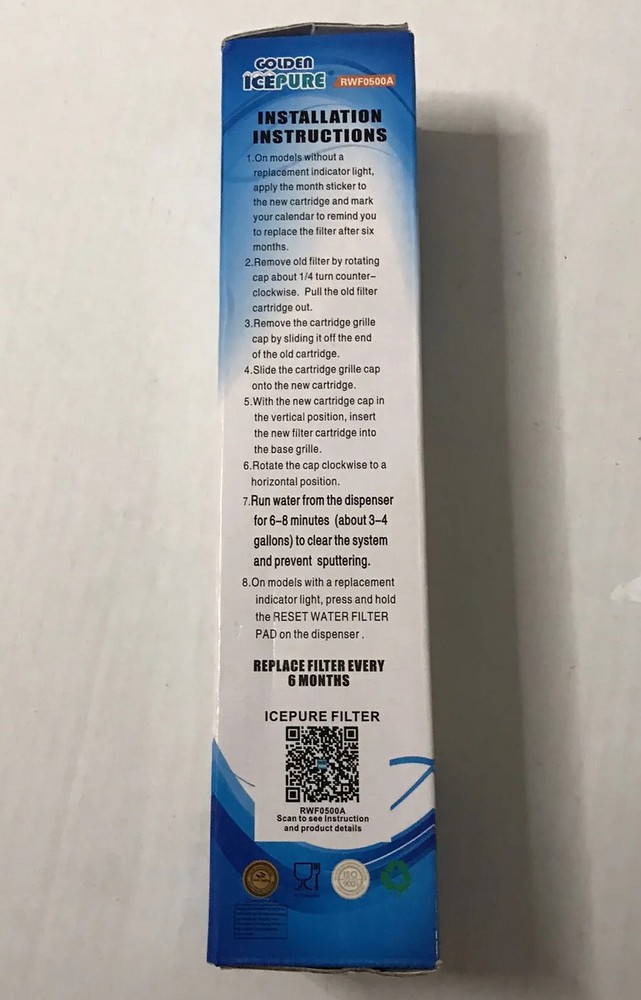 GOLDEN
ICEPURE RWF0500A
INSTALLATION
INSTRUCTIONS
1.On models without a
replacement indicator light,
apply the month sticker to
the new cartridge and mark
your calendar to remind you
to replace the filter after six
months.
2.Remove old filter by rotating
cap about 1/4 turn counter-
clockwise. Pull the old filter
cartridge out.
3.Remove the cartridge grille
cap by sliding it off the end
of the old cartridge.
4.Slide the cartridge grille cap
onto the new cartridge.
5.With the new cartridge cap in
the vertical position, insert
the new filter cartridge into
the base grille.
6.Rotate the cap clockwise to a
horizontal position.
7.Run water from the dispenser
for 6-8 minutes (about 3-4
gallons) to clear the system
and prevent sputtering.
8.On models with a replacement
indicator light, press and hold
the RESET WATER FILTER
PAD on the dispenser .
REPLACE FILTER EVERY
6 MONTHS
ICEPURE FILTER
RWF0500A
Scan to see Instruction
and product details
ISO